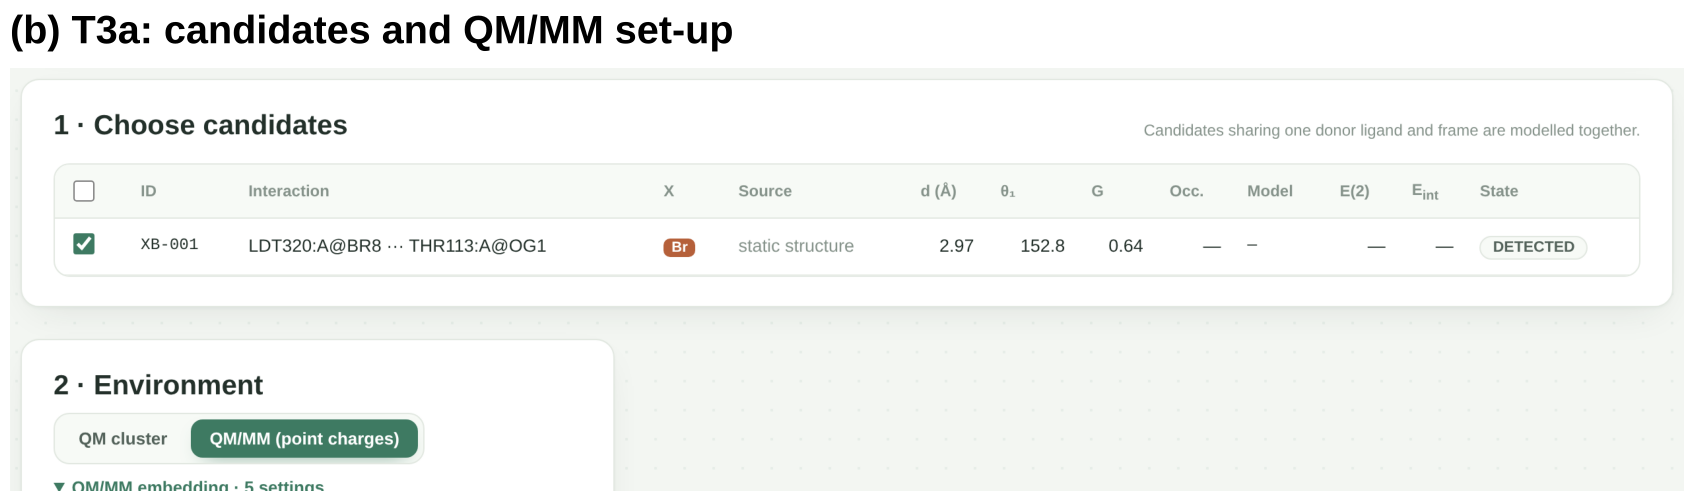 (b) T3a: candidates and QM/MM set-up
1 · Choose candidates
Candidates sharing one donor ligand and frame are modelled together.
ID Interaction X Source d (Å) θ₁ G Occ. Model E(2) Eint State
XB-001 LDT320:A@BR8 ··· THR113:A@OG1 Br static structure 2.97 152.8 0.64 — – — — DETECTED
2 · Environment
QM cluster QM/MM (point charges)
▼ QM/MM embedding · 5 settings